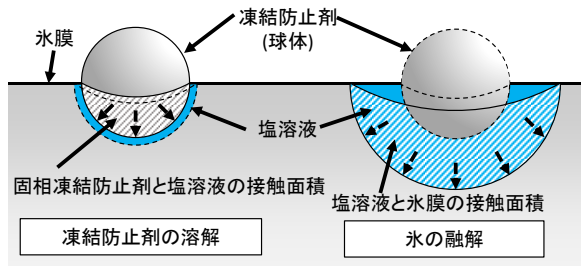 凍結防止剤
(球体)
氷膜
塩溶液
固相凍結防止剤と塩溶液の接触面積
塩溶液と氷膜の接触面積
凍結防止剤の溶解
氷の融解